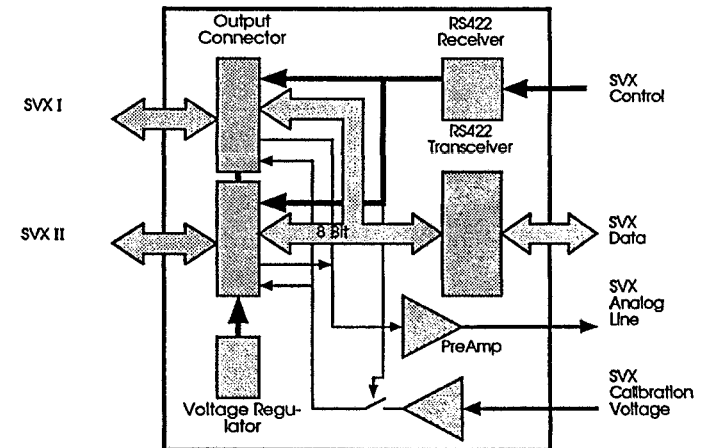 Output
Connector
RS422
Receiver
SVX I
SVX
Control
RS422
Transceiver
SVX II
8 Bit
SVX
Data
SVX
Analog
Line
PreAmp
Voltage Regu-
lator
SVX
Calibration
Voltage